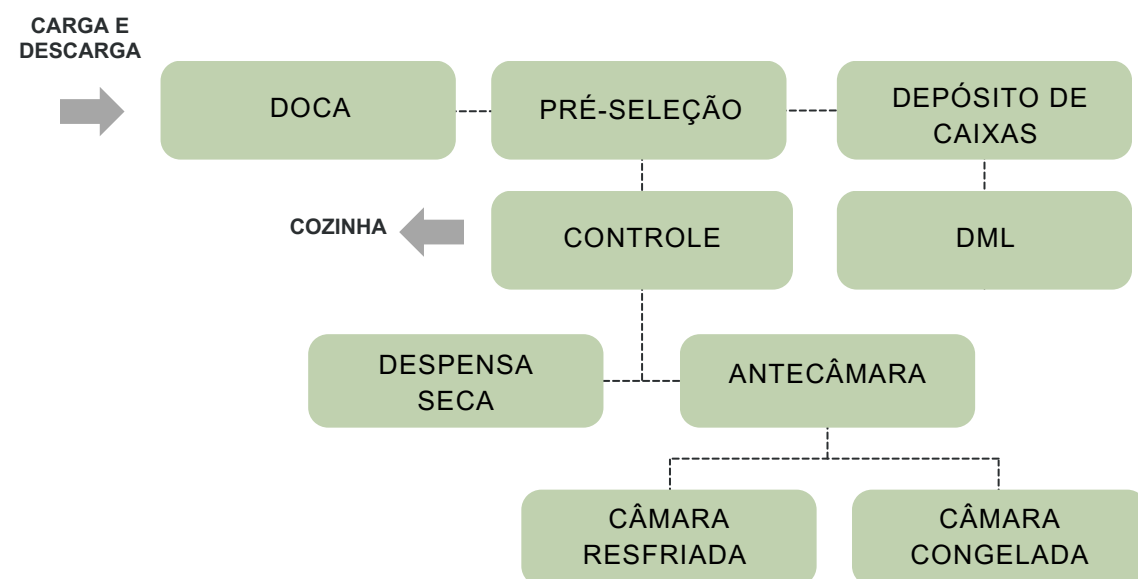 CARGA E
DESCARGA
DOCA
PRÉ-SELEÇÃO
DEPÓSITO DE
CAIXAS
COZINHA
CONTROLE
DML
DESPENSA
SECA
ANTECÂMARA
CÂMARA
RESFRIADA
CÂMARA
CONGELADA